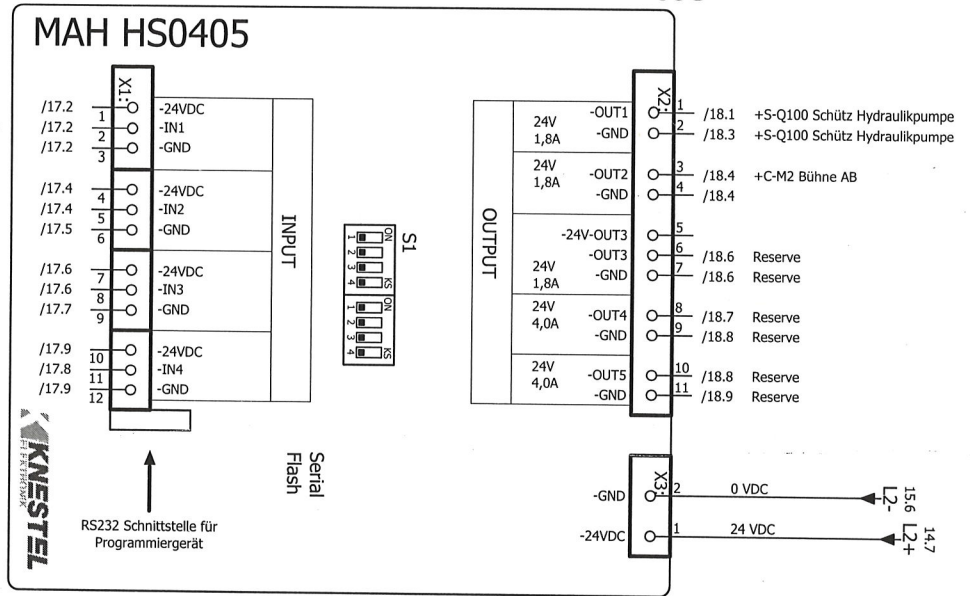 MAH HS0405
X1:
/17.2 1 -24VDC
/17.2 2 -IN1
/17.2 3 -GND
/17.4 4 -24VDC
/17.4 5 -IN2
/17.5 6 -GND
/17.6 7 -24VDC
/17.6 8 -IN3
/17.7 9 -GND
/17.9 10 -24VDC
/17.8 11 -IN4
/17.9 12 -GND
INPUT
S1
ON
1
2
3
4 KS
ON
1
2
3
4 KS
OUTPUT
X2:
24V 1,8A
-OUT1 1 /18.1 +S-Q100 Schütz Hydraulikpumpe
-GND 2 /18.3 +S-Q100 Schütz Hydraulikpumpe
24V 1,8A
-OUT2 3 /18.4 +C-M2 Bühne AB
-GND 4 /18.4
-24V-OUT3 5
24V 1,8A
-OUT3 6 /18.6 Reserve
-GND 7 /18.6 Reserve
24V 4,0A
-OUT4 8 /18.7 Reserve
-GND 9 /18.8 Reserve
24V 4,0A
-OUT5 10 /18.8 Reserve
-GND 11 /18.9 Reserve
X3:
-GND 2 0 VDC L2- 15.6
-24VDC 1 24 VDC L2+ 14.7
Serial
Flash
RS232 Schnittstelle für
Programmiergerät
KNESTEL
ELEKTRONIK